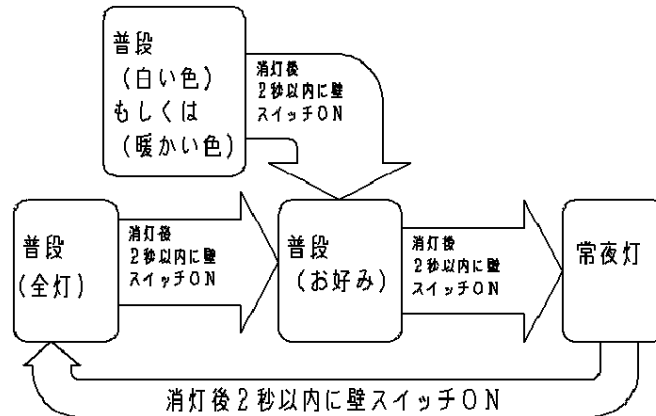 普段
（白い色）
もしくは
（暖かい色）
消灯後
2秒以内に壁
スイッチON
普段
（全灯）
消灯後
2秒以内に壁
スイッチON
普段
（お好み）
消灯後
2秒以内に壁
スイッチON
常夜灯
消灯後2秒以内に壁スイッチON